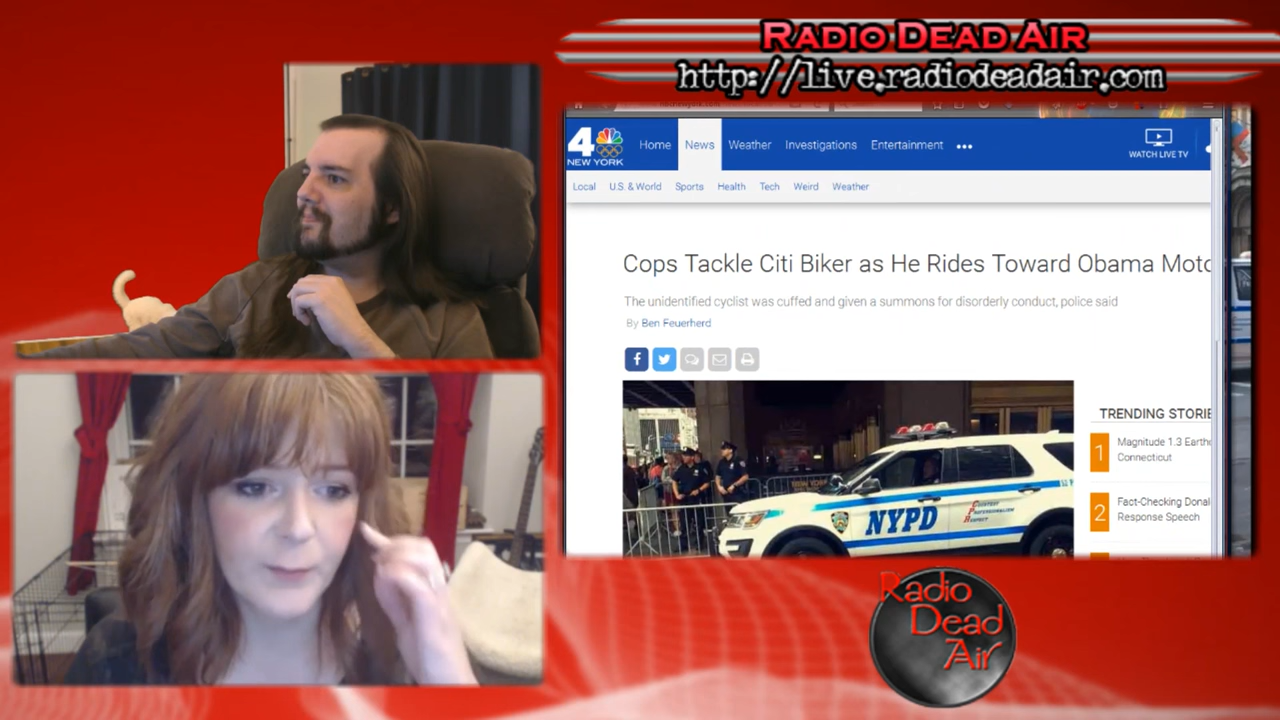 RADIO DEAD AIR
http://live.radiodeadair.com
4
NEW YORK
Home
News
Weather
Investigations
Entertainment
•••
WATCH LIVE TV
Local
U.S. & World
Sports
Health
Tech
Weird
Weather
Cops Tackle Citi Biker as He Rides Toward Obama Moto
The unidentified cyclist was cuffed and given a summons for disorderly conduct, police said
By Ben Feuerherd
TRENDING STORIE
1
Magnitude 1.3 Earth
Connecticut
2
Fact-Checking Donal
Response Speech
NYPD
COURTESY
PROFESSIONALISM
RESPECT
Radio
Dead
Air